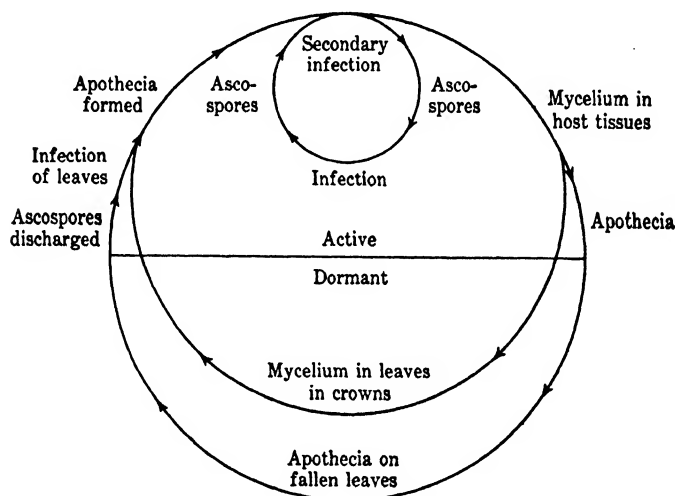 Secondary
infection
Asco-
spores
Asco-
spores
Infection
Apothecia
formed
Mycelium in
host tissues
Infection
of leaves
Ascospores
discharged
Apothecia
Active
Dormant
Mycelium in leaves
in crowns
Apothecia on
fallen leaves